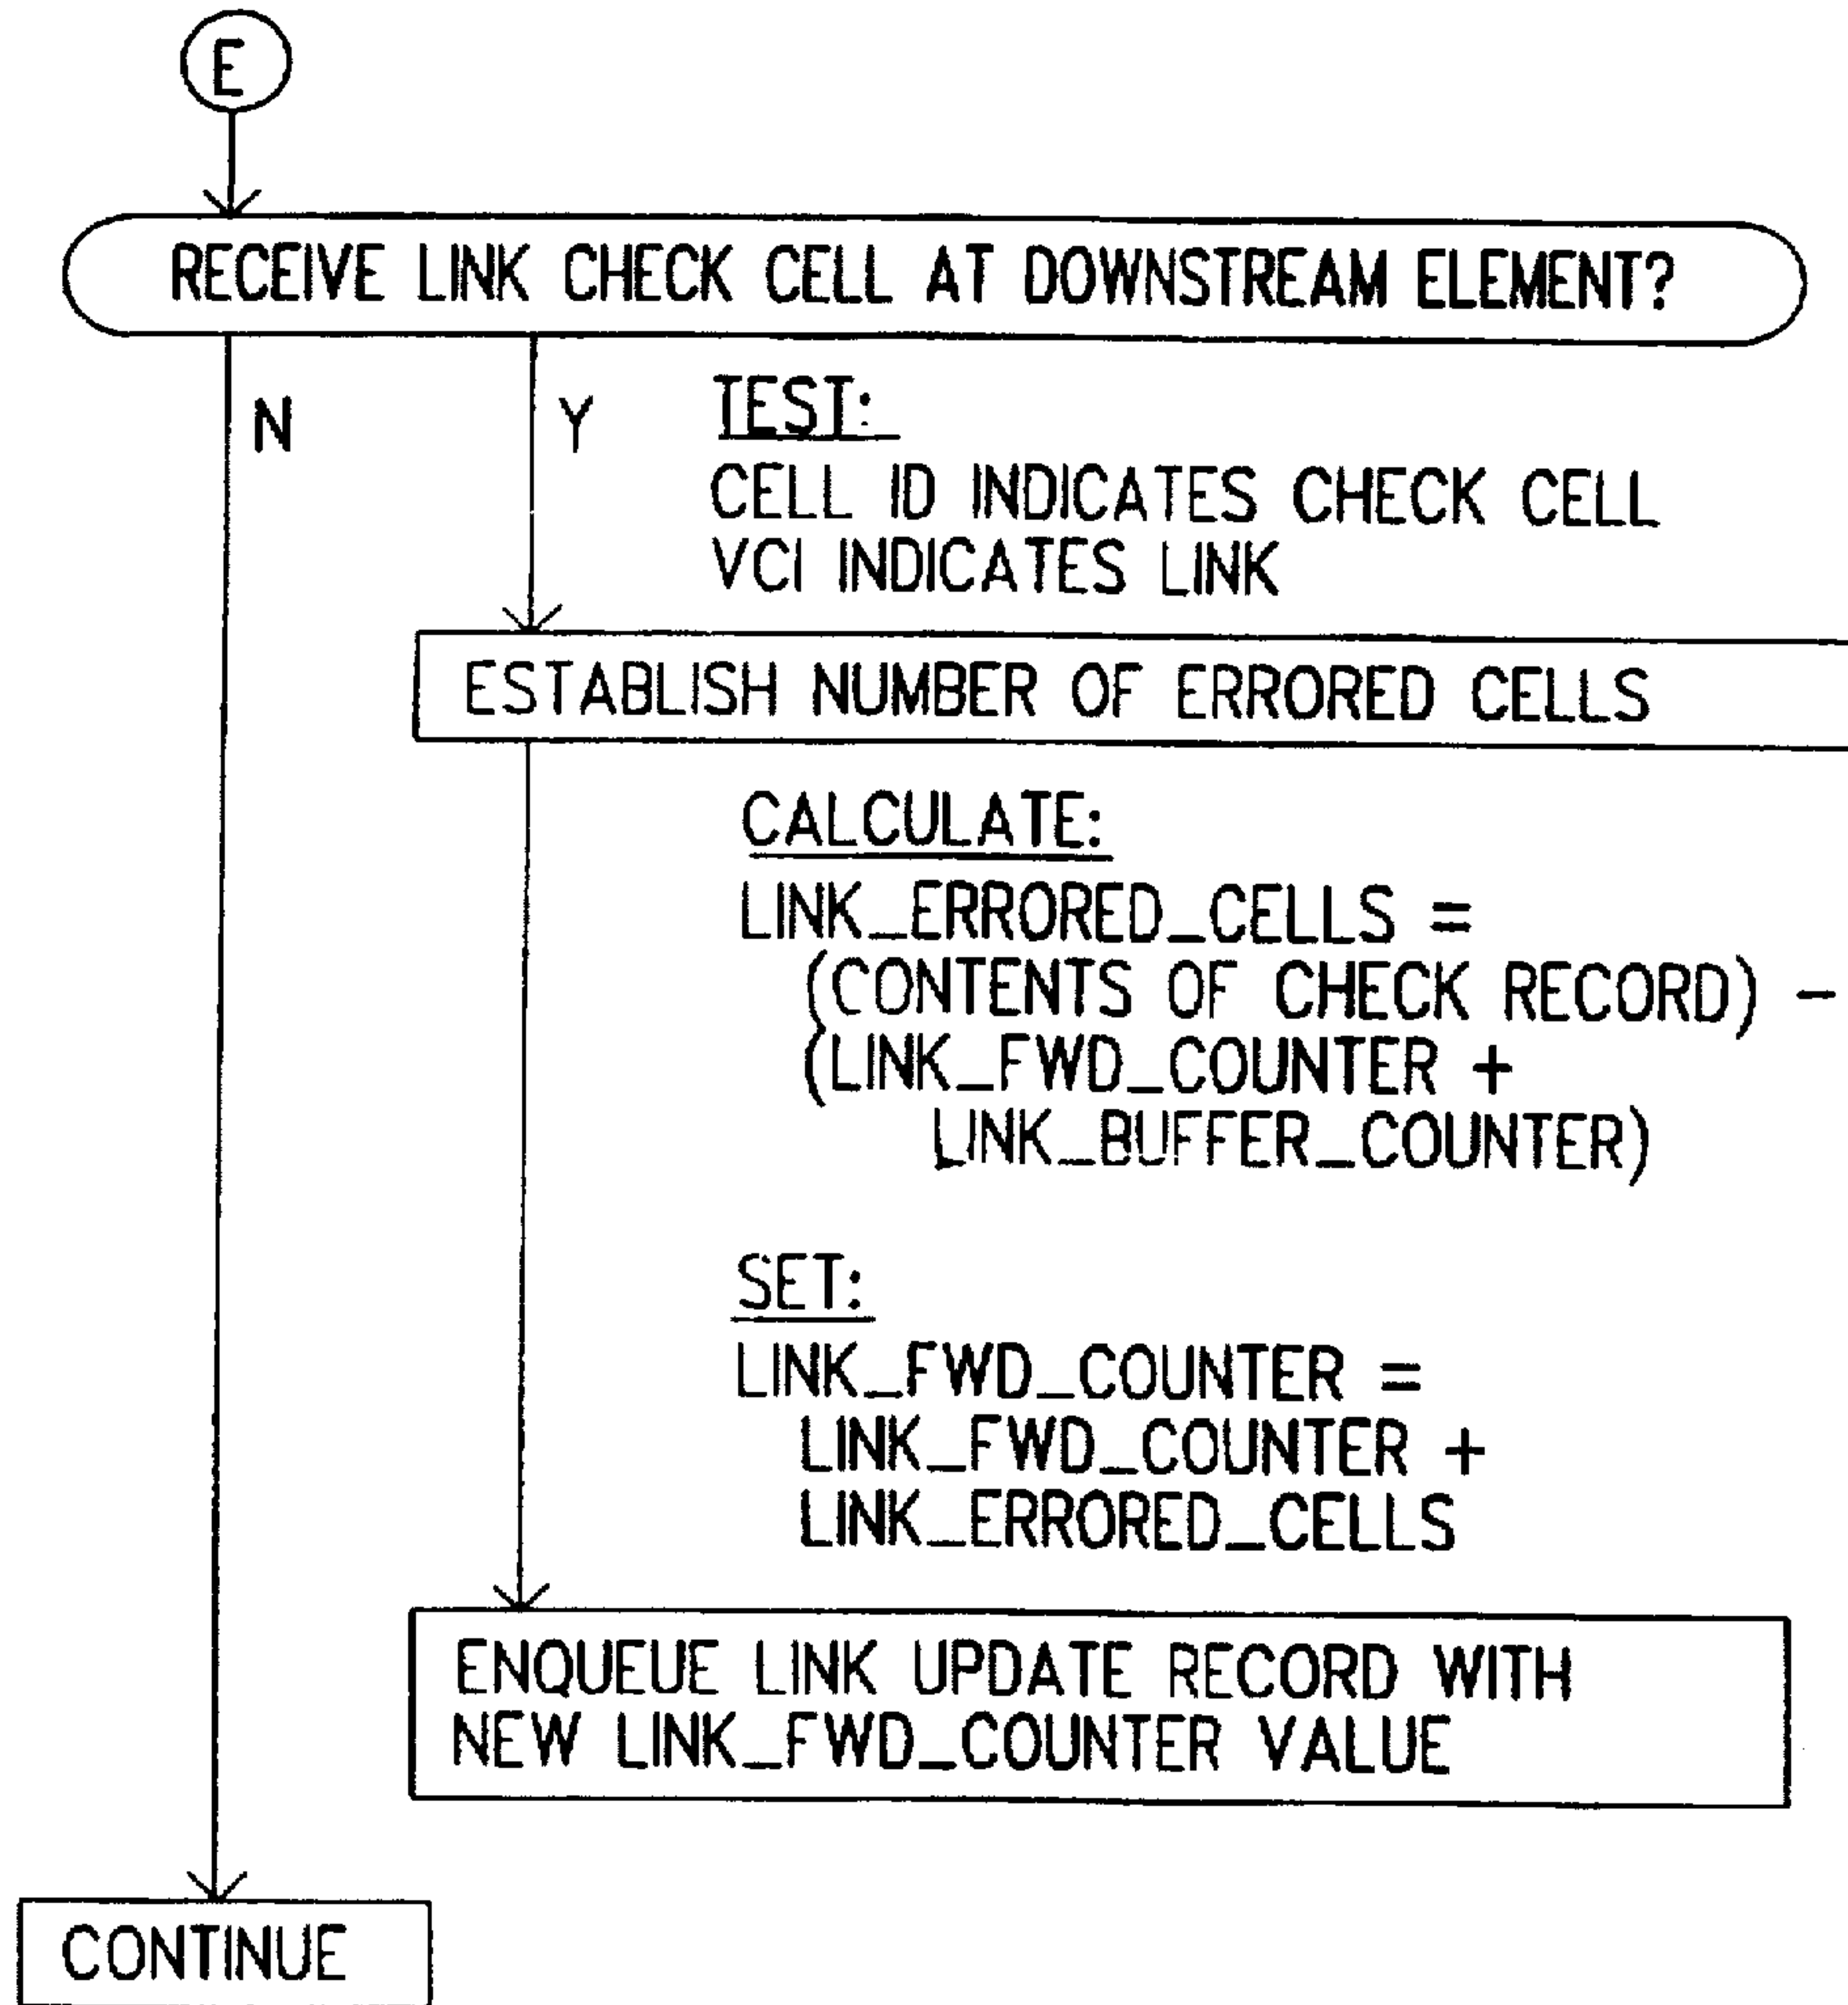 E
RECEIVE LINK CHECK CELL AT DOWNSTREAM ELEMENT?
N
Y
TEST:
CELL ID INDICATES CHECK CELL
VCI INDICATES LINK
ESTABLISH NUMBER OF ERRORED CELLS
CALCULATE:
LINK_ERRORED_CELLS =
(CONTENTS OF CHECK RECORD) -
(LINK_FWD_COUNTER +
LINK_BUFFER_COUNTER)
SET:
LINK_FWD_COUNTER =
LINK_FWD_COUNTER +
LINK_ERRORED_CELLS
ENQUEUE LINK UPDATE RECORD WITH
NEW LINK_FWD_COUNTER VALUE
CONTINUE